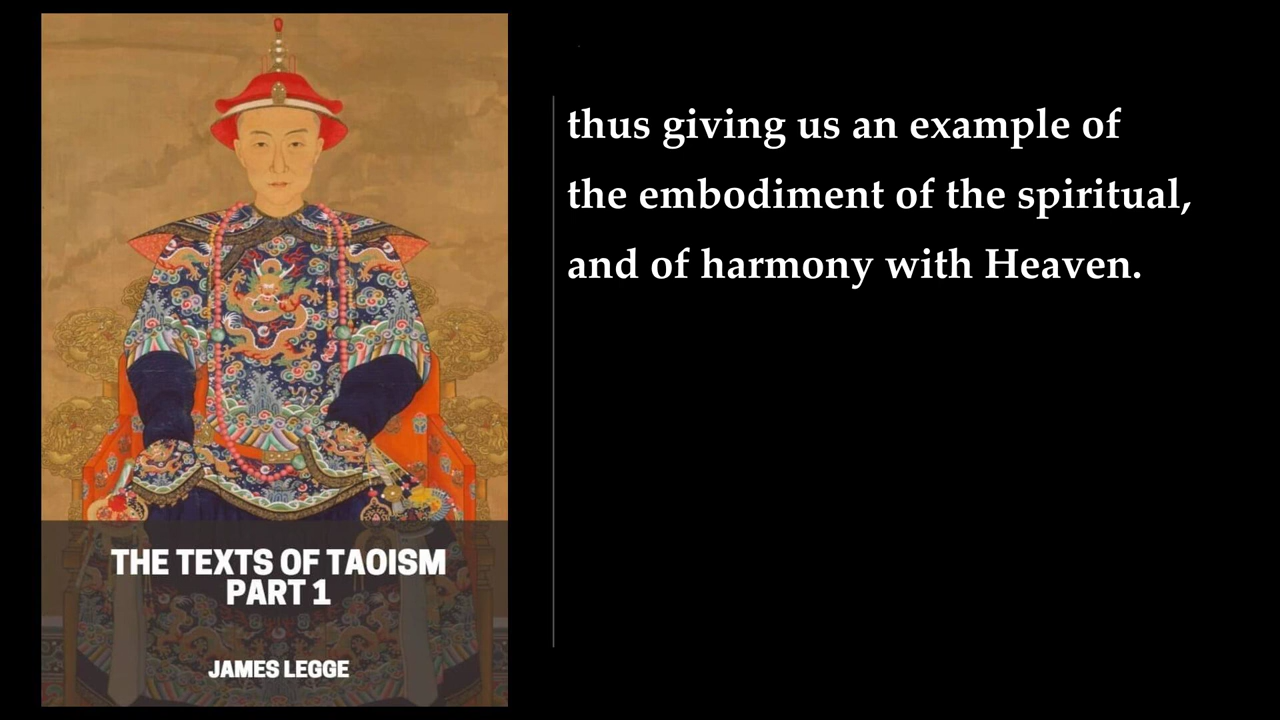 THE TEXTS OF TAOISM
PART 1
JAMES LEGGE
thus giving us an example of
the embodiment of the spiritual,
and of harmony with Heaven.